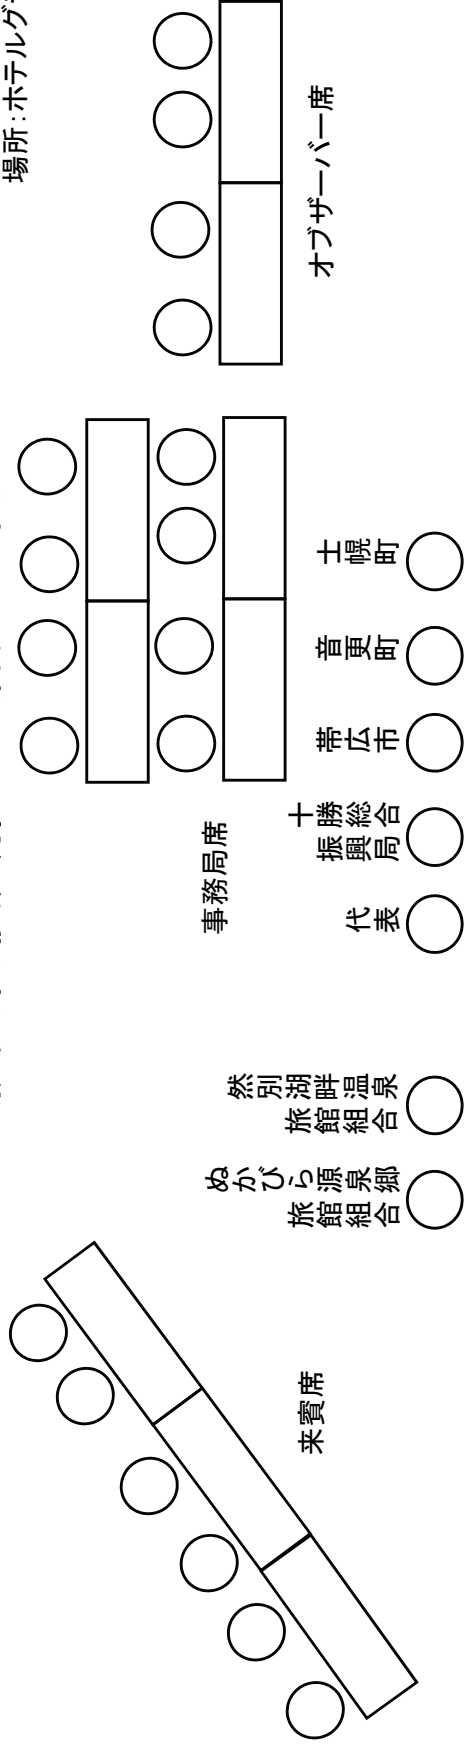 場所:ホテルグ
オブザーバー席
士幌町
音更町
帯広市
十勝総合
振興局
代表
事務局席
然別湖畔温泉
旅館組合
ぬかびら源泉郷
旅館組合
来賓席